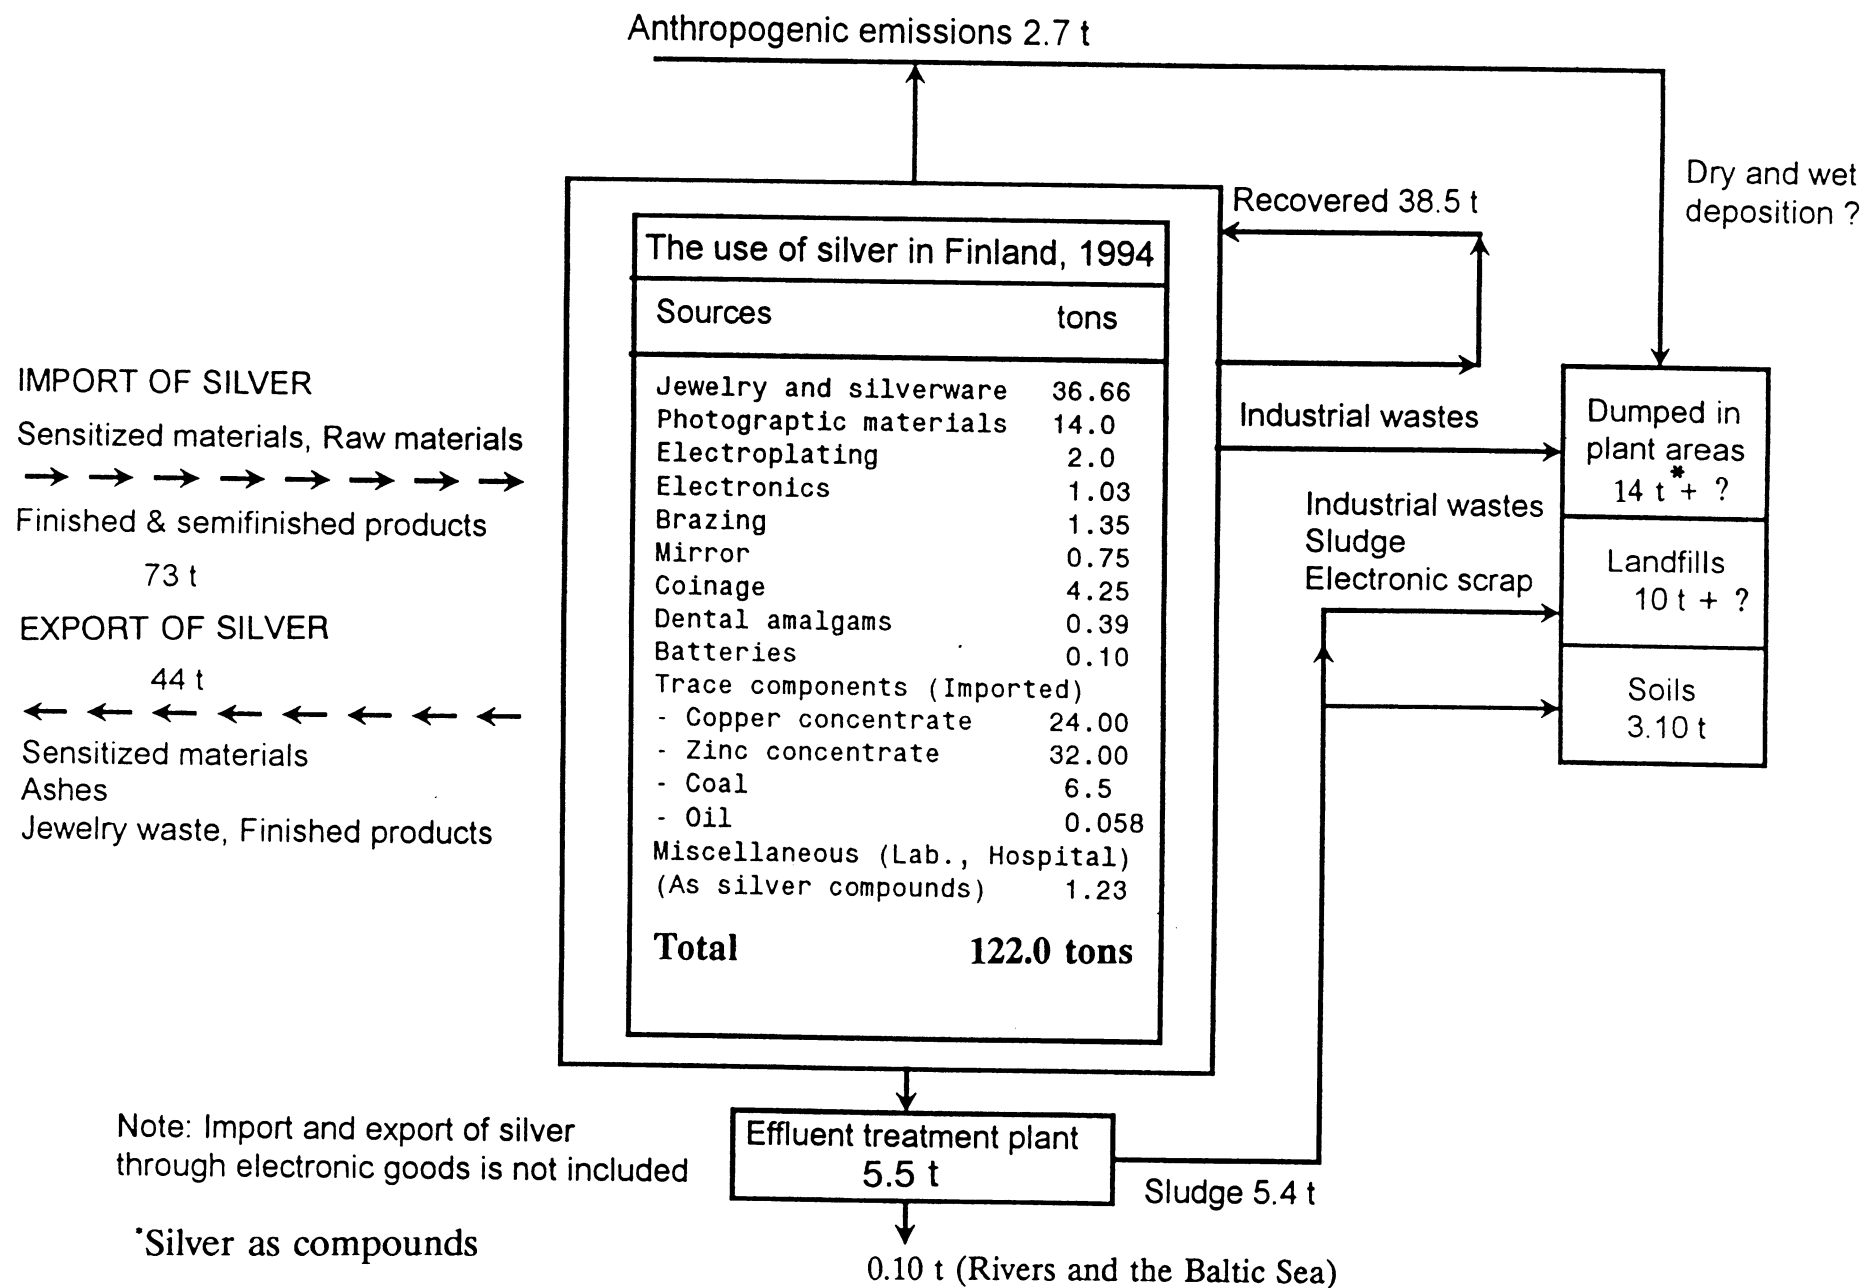 Anthropogenic emissions 2.7 t
Dry and wet
deposition ?
Recovered 38.5 t
The use of silver in Finland, 1994
Sources tons
Jewelry and silverware 36.66
Photograptic materials 14.0
Electroplating 2.0
Electronics 1.03
Brazing 1.35
Mirror 0.75
Coinage 4.25
Dental amalgams 0.39
Batteries 0.10
Trace components (Imported)
- Copper concentrate 24.00
- Zinc concentrate 32.00
- Coal 6.5
- Oil 0.058
Miscellaneous (Lab., Hospital)
(As silver compounds) 1.23
Total 122.0 tons
IMPORT OF SILVER
Sensitized materials, Raw materials
Finished & semifinished products
73 t
EXPORT OF SILVER
44 t
Sensitized materials
Ashes
Jewelry waste, Finished products
Industrial wastes
Industrial wastes
Sludge
Electronic scrap
Dumped in
plant areas
14 t* + ?
Landfills
10 t + ?
Soils
3.10 t
Effluent treatment plant
5.5 t
Sludge 5.4 t
0.10 t (Rivers and the Baltic Sea)
Note: Import and export of silver
through electronic goods is not included
*Silver as compounds